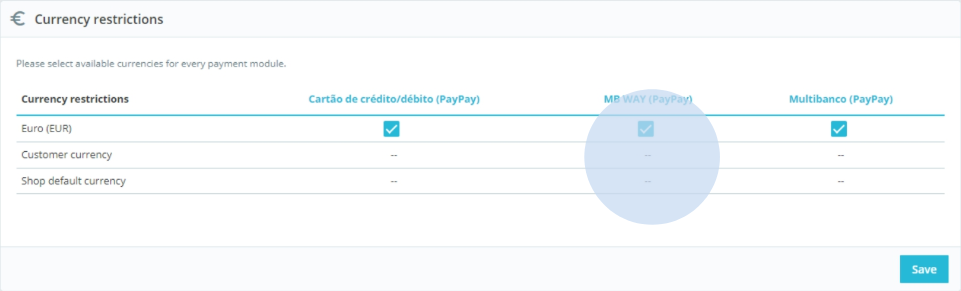 € Currency restrictions
Please select available currencies for every payment module.
Currency restrictions Cartão de crédito/débito (PayPay) MB WAY (PayPay) Multibanco (PayPay)
Euro (EUR)
Customer currency -- -- --
Shop default currency -- -- --
Save